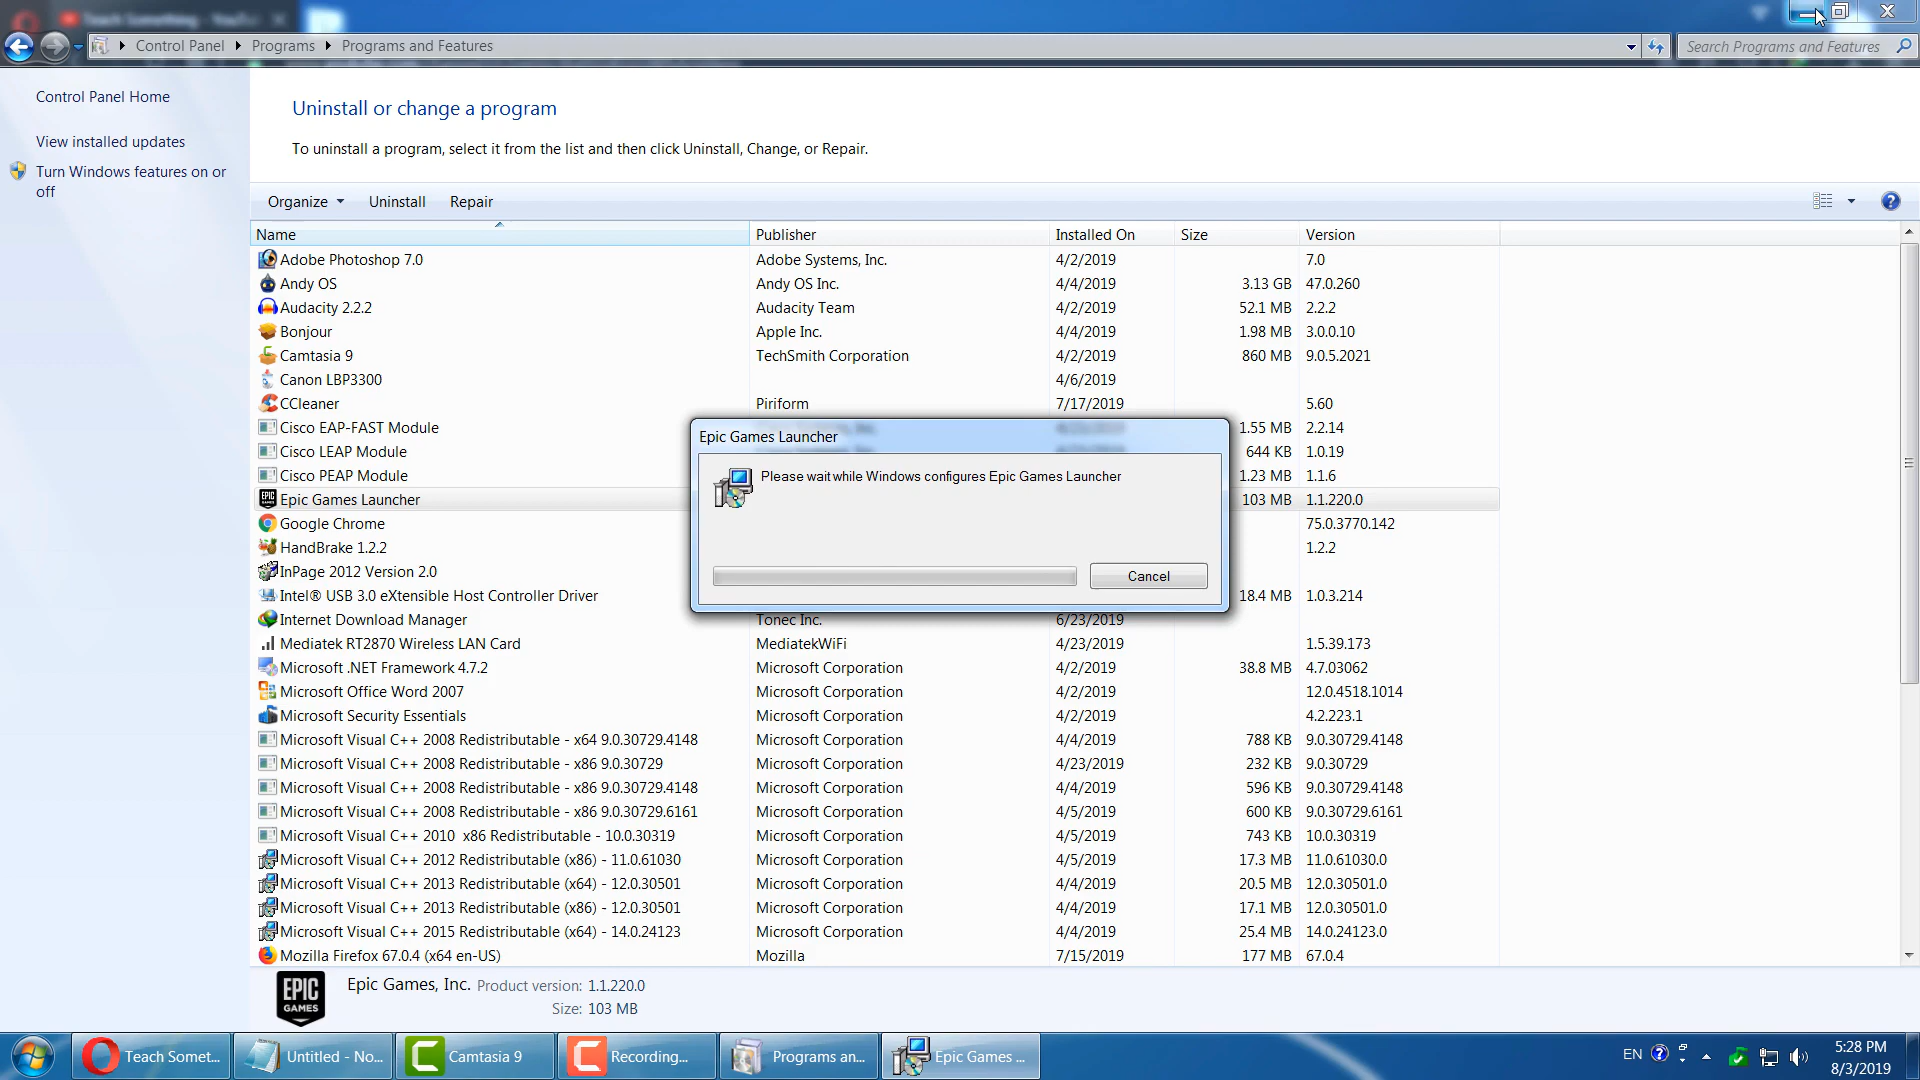 Teach Something - YouTu
Control Panel
Programs
Programs and Features
Search Programs and Features
Control Panel Home
View installed updates
Turn Windows features on or
off
Uninstall or change a program
To uninstall a program, select it from the list and then click Uninstall, Change, or Repair.
Organize
Uninstall
Repair
Name Publisher Installed On Size Version
Adobe Photoshop 7.0 Adobe Systems, Inc. 4/2/2019 7.0
Andy OS Andy OS Inc. 4/4/2019 3.13 GB 47.0.260
Audacity 2.2.2 Audacity Team 4/2/2019 52.1 MB 2.2.2
Bonjour Apple Inc. 4/4/2019 1.98 MB 3.0.0.10
Camtasia 9 TechSmith Corporation 4/2/2019 860 MB 9.0.5.2021
Canon LBP3300 4/6/2019
CCleaner Piriform 7/17/2019 5.60
Cisco EAP-FAST Module 1.55 MB 2.2.14
Cisco LEAP Module 644 KB 1.0.19
Cisco PEAP Module 1.23 MB 1.1.6
Epic Games Launcher 103 MB 1.1.220.0
Google Chrome 75.0.3770.142
HandBrake 1.2.2 1.2.2
InPage 2012 Version 2.0
Intel® USB 3.0 eXtensible Host Controller Driver 18.4 MB 1.0.3.214
Internet Download Manager Tonec Inc. 6/23/2019
Mediatek RT2870 Wireless LAN Card MediatekWiFi 4/23/2019 1.5.39.173
Microsoft .NET Framework 4.7.2 Microsoft Corporation 4/2/2019 38.8 MB 4.7.03062
Microsoft Office Word 2007 Microsoft Corporation 4/2/2019 12.0.4518.1014
Microsoft Security Essentials Microsoft Corporation 4/2/2019 4.2.223.1
Microsoft Visual C++ 2008 Redistributable - x64 9.0.30729.4148 Microsoft Corporation 4/4/2019 788 KB 9.0.30729.4148
Microsoft Visual C++ 2008 Redistributable - x86 9.0.30729 Microsoft Corporation 4/23/2019 232 KB 9.0.30729
Microsoft Visual C++ 2008 Redistributable - x86 9.0.30729.4148 Microsoft Corporation 4/4/2019 596 KB 9.0.30729.4148
Microsoft Visual C++ 2008 Redistributable - x86 9.0.30729.6161 Microsoft Corporation 4/5/2019 600 KB 9.0.30729.6161
Microsoft Visual C++ 2010 x86 Redistributable - 10.0.30319 Microsoft Corporation 4/5/2019 743 KB 10.0.30319
Microsoft Visual C++ 2012 Redistributable (x86) - 11.0.61030 Microsoft Corporation 4/5/2019 17.3 MB 11.0.61030.0
Microsoft Visual C++ 2013 Redistributable (x64) - 12.0.30501 Microsoft Corporation 4/4/2019 20.5 MB 12.0.30501.0
Microsoft Visual C++ 2013 Redistributable (x86) - 12.0.30501 Microsoft Corporation 4/4/2019 17.1 MB 12.0.30501.0
Microsoft Visual C++ 2015 Redistributable (x64) - 14.0.24123 Microsoft Corporation 4/4/2019 25.4 MB 14.0.24123.0
Mozilla Firefox 67.0.4 (x64 en-US) Mozilla 7/15/2019 177 MB 67.0.4
Epic Games Launcher
Please wait while Windows configures Epic Games Launcher
Cancel
EPIC
GAMES
Epic Games, Inc. Product version: 1.1.220.0
Size: 103 MB
Teach Somet...
Untitled - No...
Camtasia 9
Recording...
Programs an...
Epic Games ...
EN
5:28 PM
8/3/2019